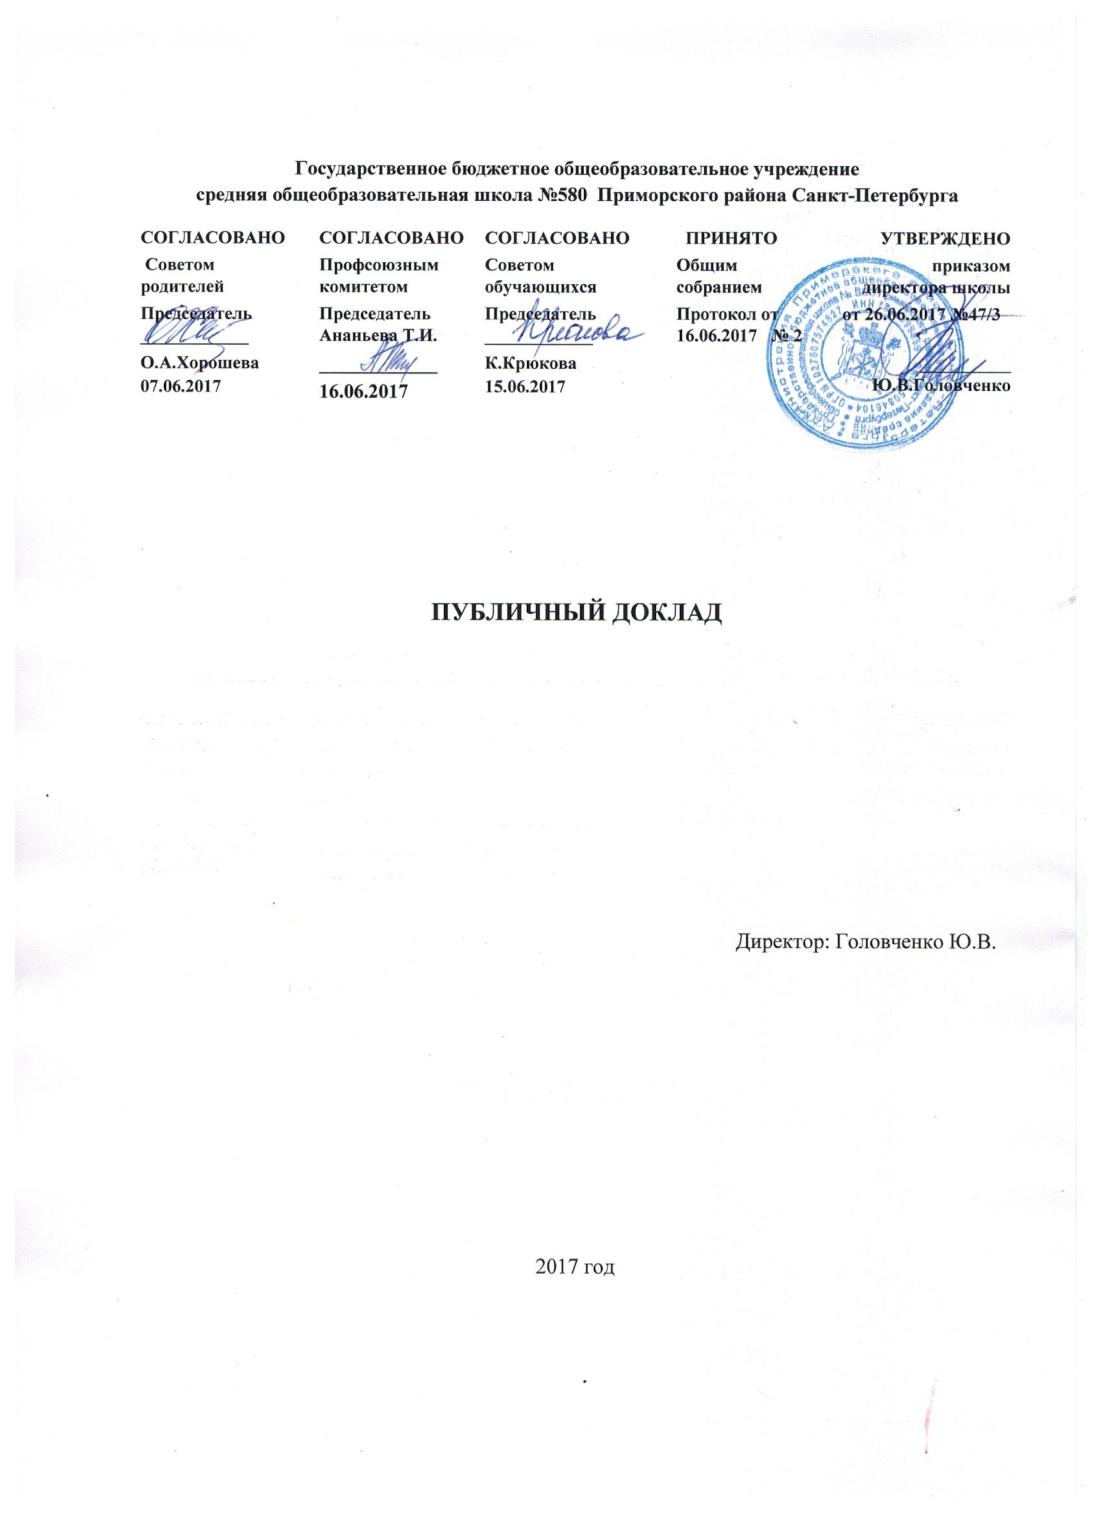 Государственное бюджетное общеобразовательное учреждение
средняя общеобразовательная школа №580 Приморского района Санкт-Петербурга
СОГЛАСОВАНО
Советом
родителей
Председатель
О.А.Хорошева
07.06.2017
СОГЛАСОВАНО
Профсоюзным
комитетом
Председатель
Ананьева Т.И.
16.06.2017
СОГЛАСОВАНО
Советом
обучающихся
Председатель
Крюкова
К.Крюкова
15.06.2017
ПРИНЯТО
Общим
собранием
Протокол от
16.06.2017 № 2
УТВЕРЖДЕНО
приказом
директора школы
от 26.06.2017 №47/3
Ю.В.Головченко
ПУБЛИЧНЫЙ ДОКЛАД
Директор: Головченко Ю.В.
2017 год